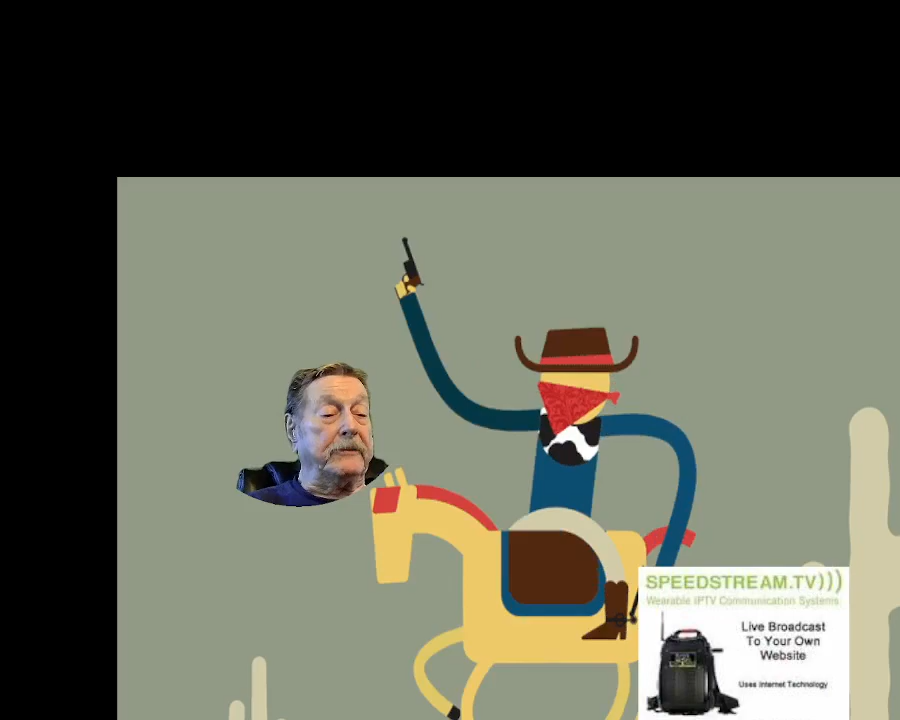 SPEEDSTREAM.TV)))
Wearable IPTV Communication Systems
Live Broadcast
To Your Own
Website
Uses Internet Technology